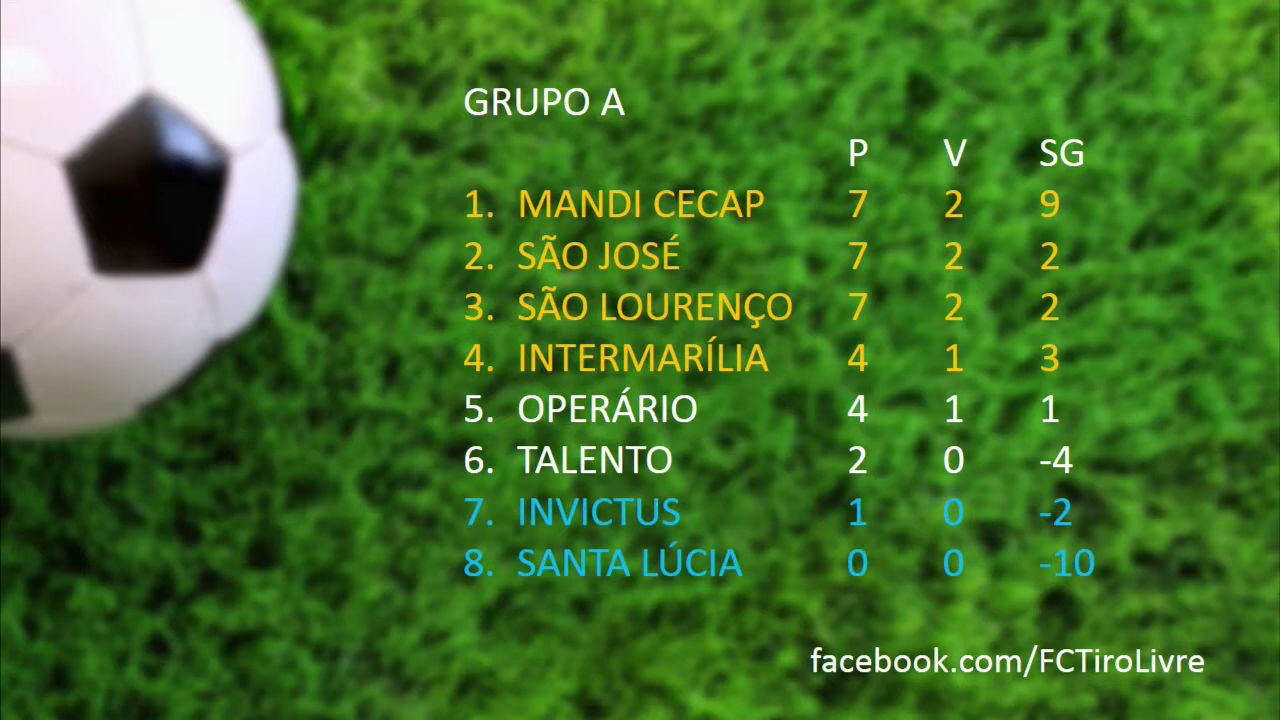 GRUPO A
P V SG
1. MANDI CECAP 7 2 9
2. SÃO JOSÉ 7 2 2
3. SÃO LOURENÇO 7 2 2
4. INTERMARÍLIA 4 1 3
5. OPERÁRIO 4 1 1
6. TALENTO 2 0 -4
7. INVICTUS 1 0 -2
8. SANTA LÚCIA 0 0 -10
facebook.com/FCTiroLivre